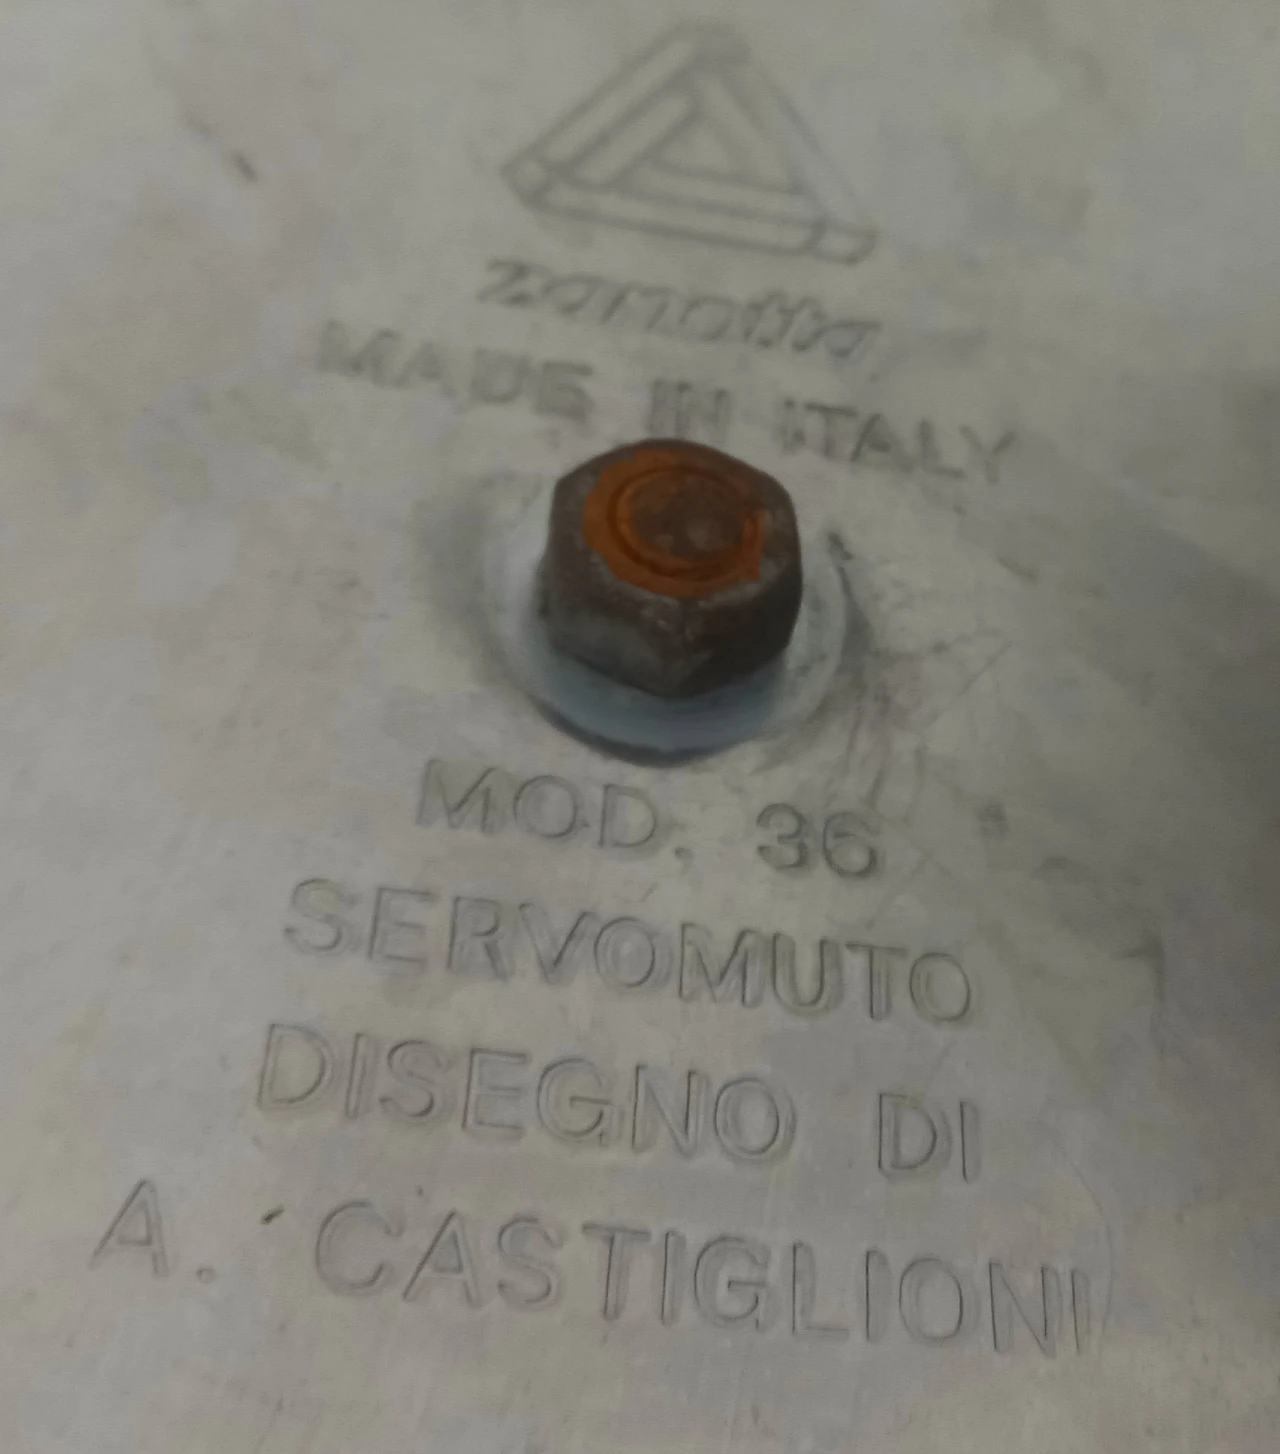 zanotta
MADE IN ITALY
MOD. 36
SERVOMUTO
DISEGNO DI
A. CASTIGLIONI